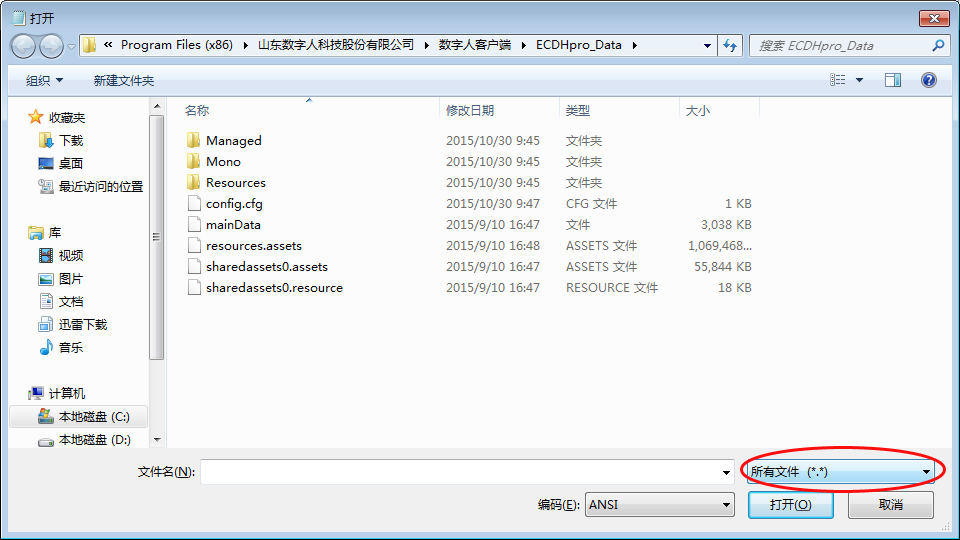 打开
« Program Files (x86) 山东数字人科技股份有限公司 数字人客户端 ECDHpro_Data 搜索 ECDHpro_Data
组织 新建文件夹
收藏夹
下载
桌面
最近访问的位置
库
视频
图片
文档
迅雷下载
音乐
计算机
本地磁盘 (C:)
本地磁盘 (D:)
名称 修改日期 类型 大小
Managed 2015/10/30 9:45 文件夹
Mono 2015/10/30 9:45 文件夹
Resources 2015/10/30 9:45 文件夹
config.cfg 2015/10/30 9:47 CFG 文件 1 KB
mainData 2015/9/10 16:47 文件 3,038 KB
resources.assets 2015/9/10 16:48 ASSETS 文件 1,069,468...
sharedassets0.assets 2015/9/10 16:47 ASSETS 文件 55,844 KB
sharedassets0.resource 2015/9/10 16:47 RESOURCE 文件 18 KB
文件名(N): 所有文件 (*.*)
编码(E): ANSI 打开(O) 取消